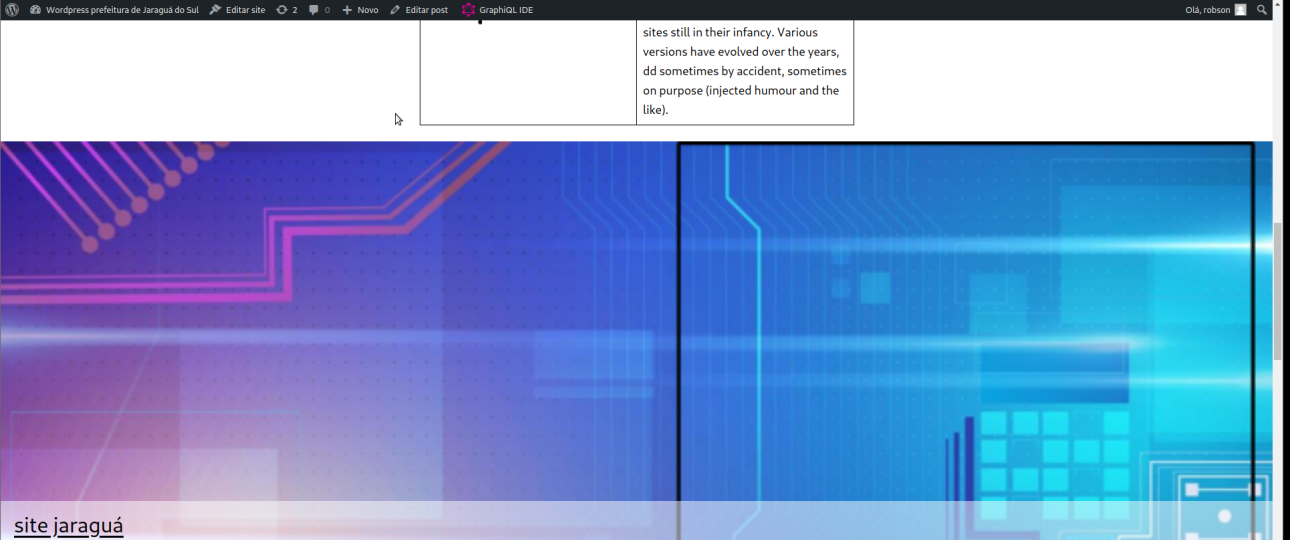 Wordpress prefeitura de Jaraguá do Sul Editar site 2 0 Novo Editar post GraphiQL IDE Olá, robson
sites still in their infancy. Various
versions have evolved over the years,
dd sometimes by accident, sometimes
on purpose (injected humour and the
like).
site jaraguá